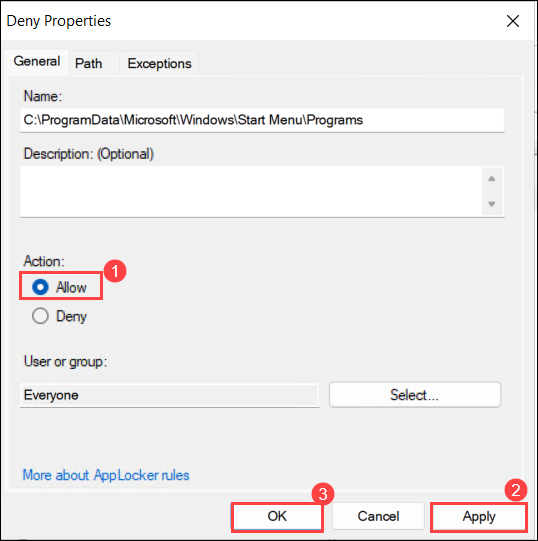 Deny Properties
General Path Exceptions
Name:
C:\ProgramData\Microsoft\Windows\Start Menu\Programs
Description: (Optional)
Action:
1
Allow
Deny
User or group:
Everyone
Select...
More about AppLocker rules
3
2
OK Cancel Apply